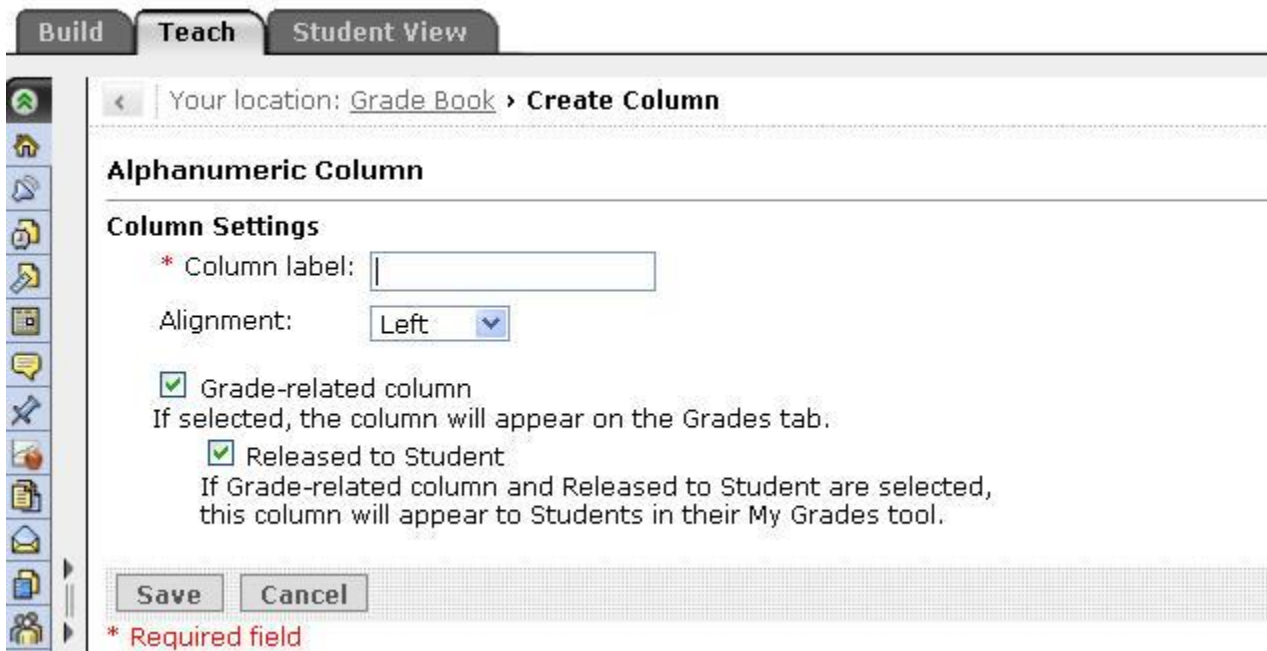 Build Teach Student View
Your location: Grade Book › Create Column
Alphanumeric Column
Column Settings
* Column label:
Alignment: Left
Grade-related column
If selected, the column will appear on the Grades tab.
Released to Student
If Grade-related column and Released to Student are selected,
this column will appear to Students in their My Grades tool.
Save Cancel
* Required field